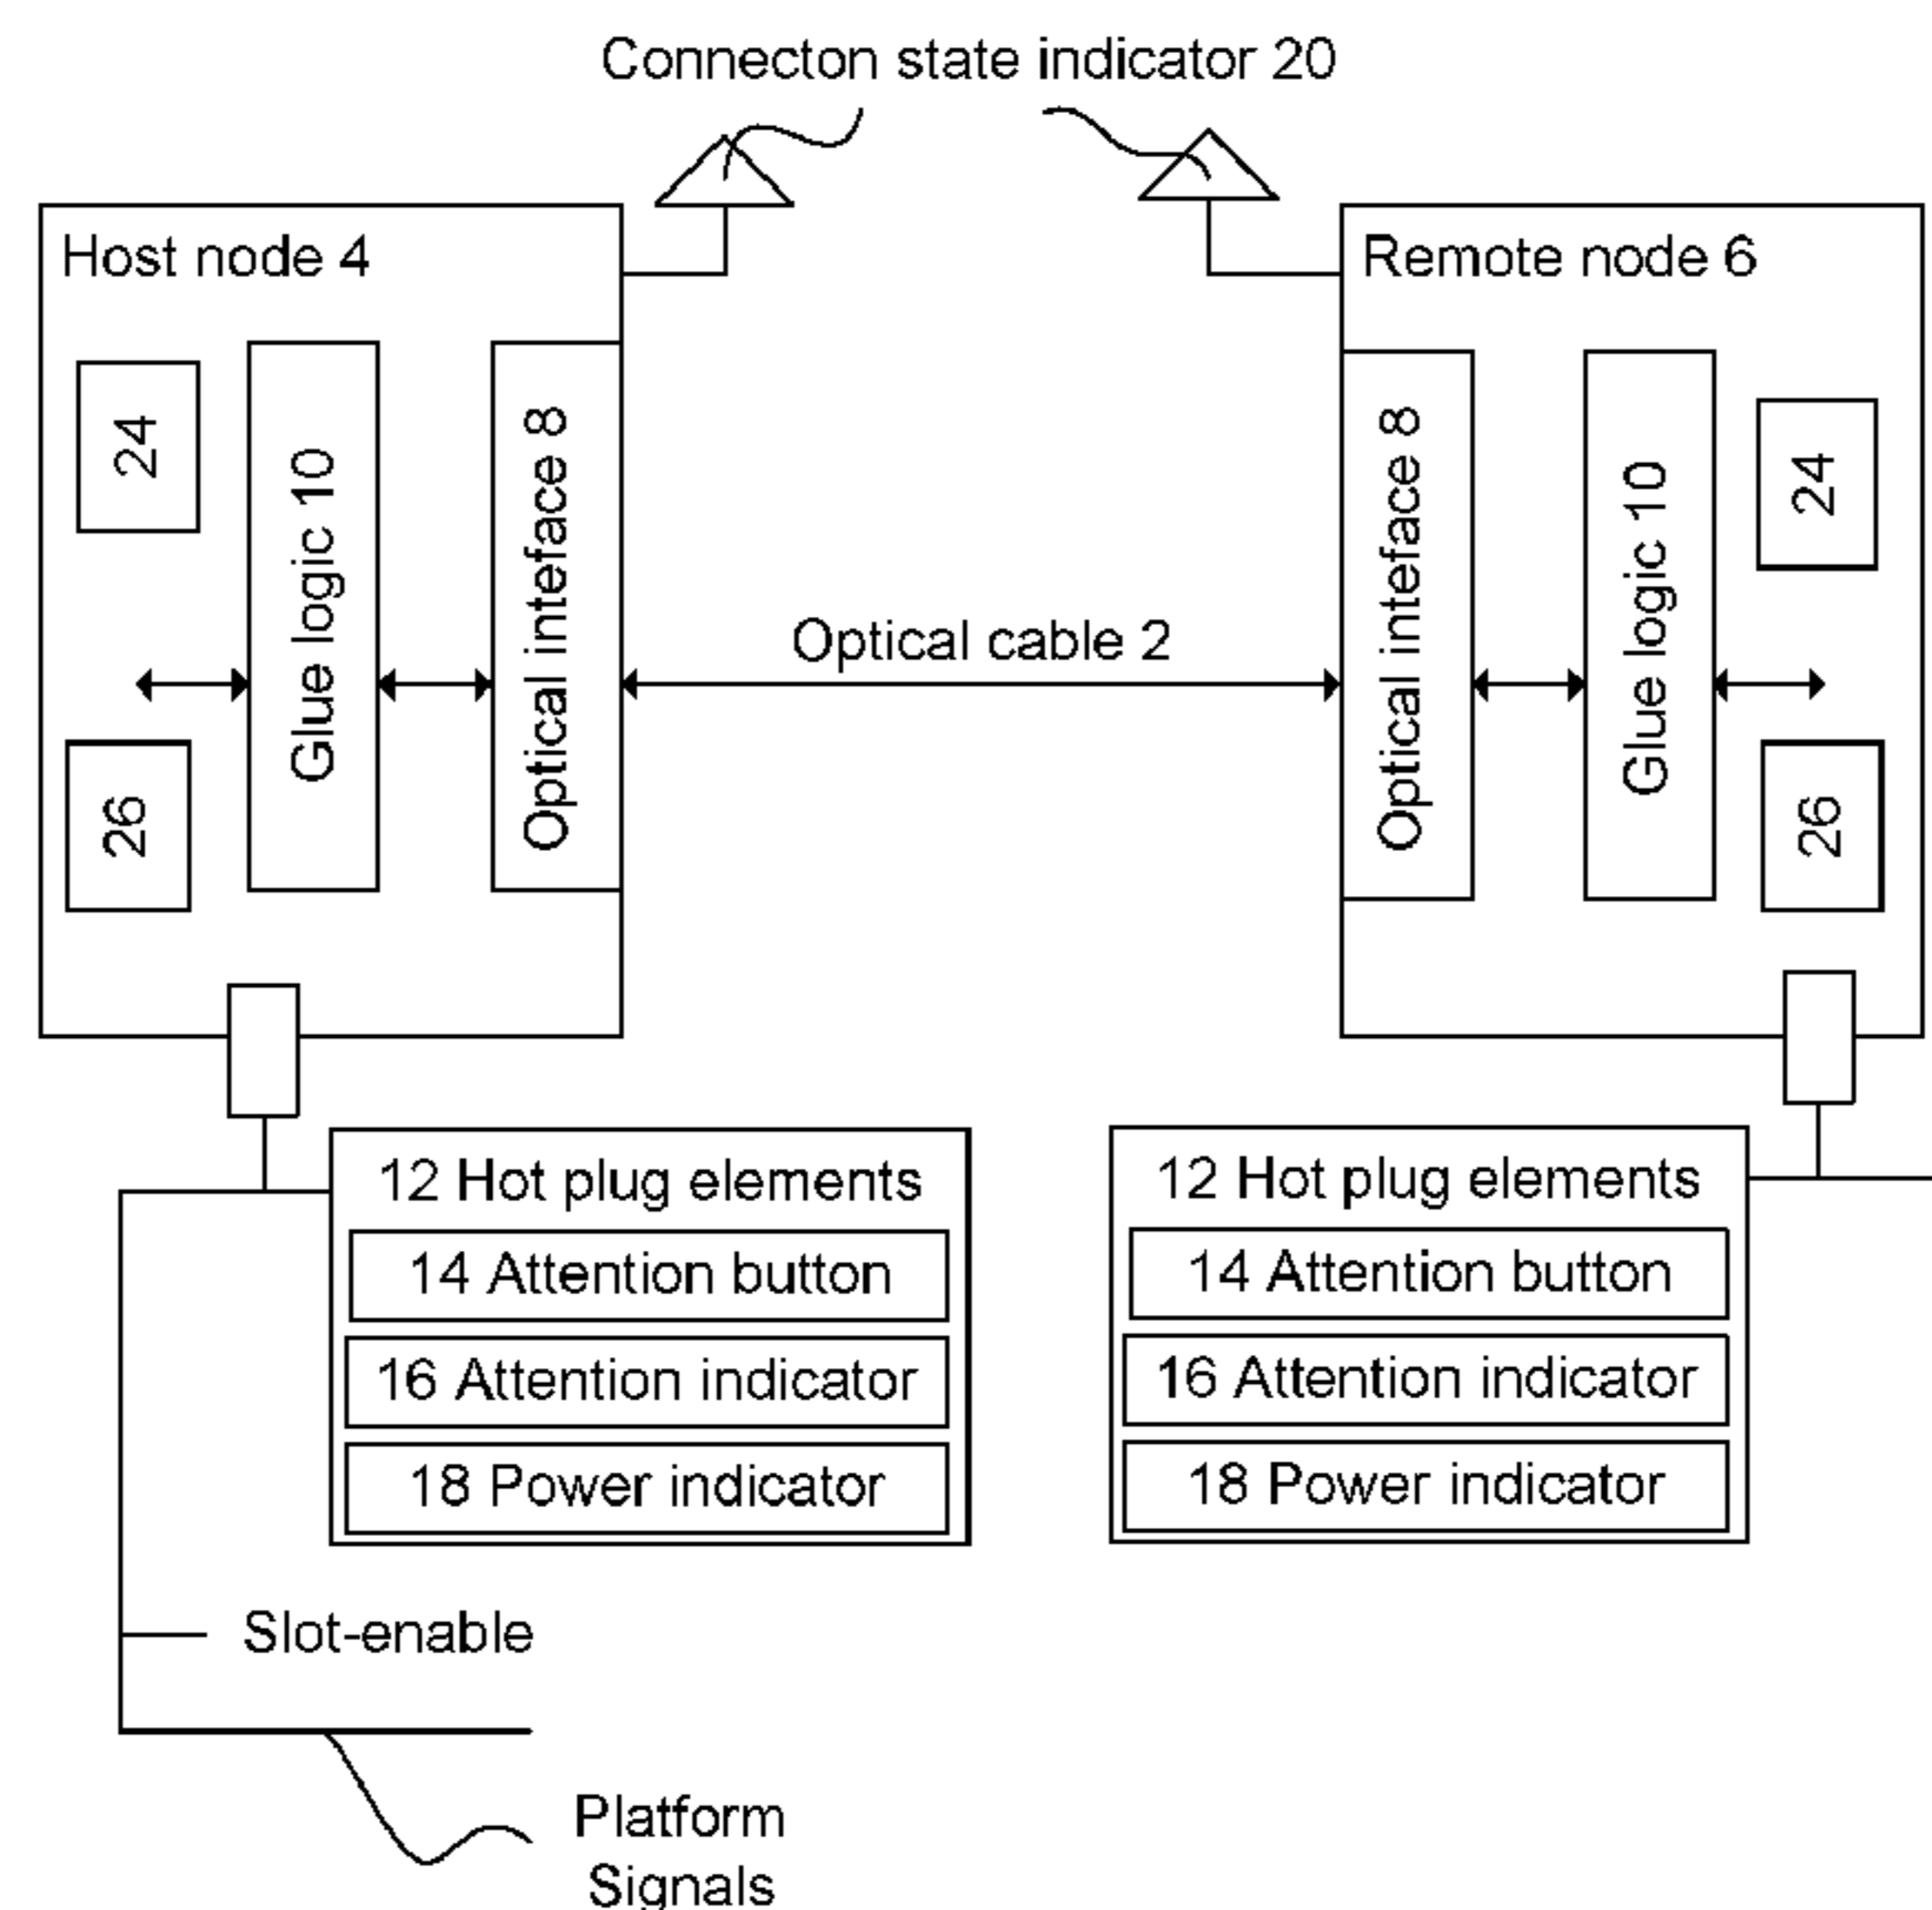 Connecton state indicator 20
Host node 4
24
26
Glue logic 10
Optical inteface 8
Optical cable 2
Remote node 6
Optical inteface 8
Glue logic 10
24
26
12 Hot plug elements
14 Attention button
16 Attention indicator
18 Power indicator
12 Hot plug elements
14 Attention button
16 Attention indicator
18 Power indicator
Slot-enable
Platform
Signals